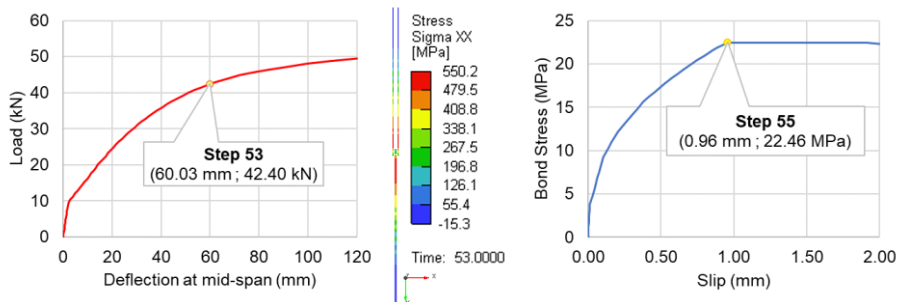 60
50
40
30
20
10
0
Load (kN)
Step 53
(60.03 mm ; 42.40 kN)
0 20 40 60 80 100 120
Deflection at mid-span (mm)
Stress
Sigma XX
[MPa]
550.2
479.5
408.8
338.1
267.5
196.8
126.1
55.4
-15.3
Time: 53.0000
x
25
20
15
10
5
0
Bond Stress (MPa)
Step 55
(0.96 mm ; 22.46 MPa)
0.00 0.50 1.00 1.50 2.00
Slip (mm)